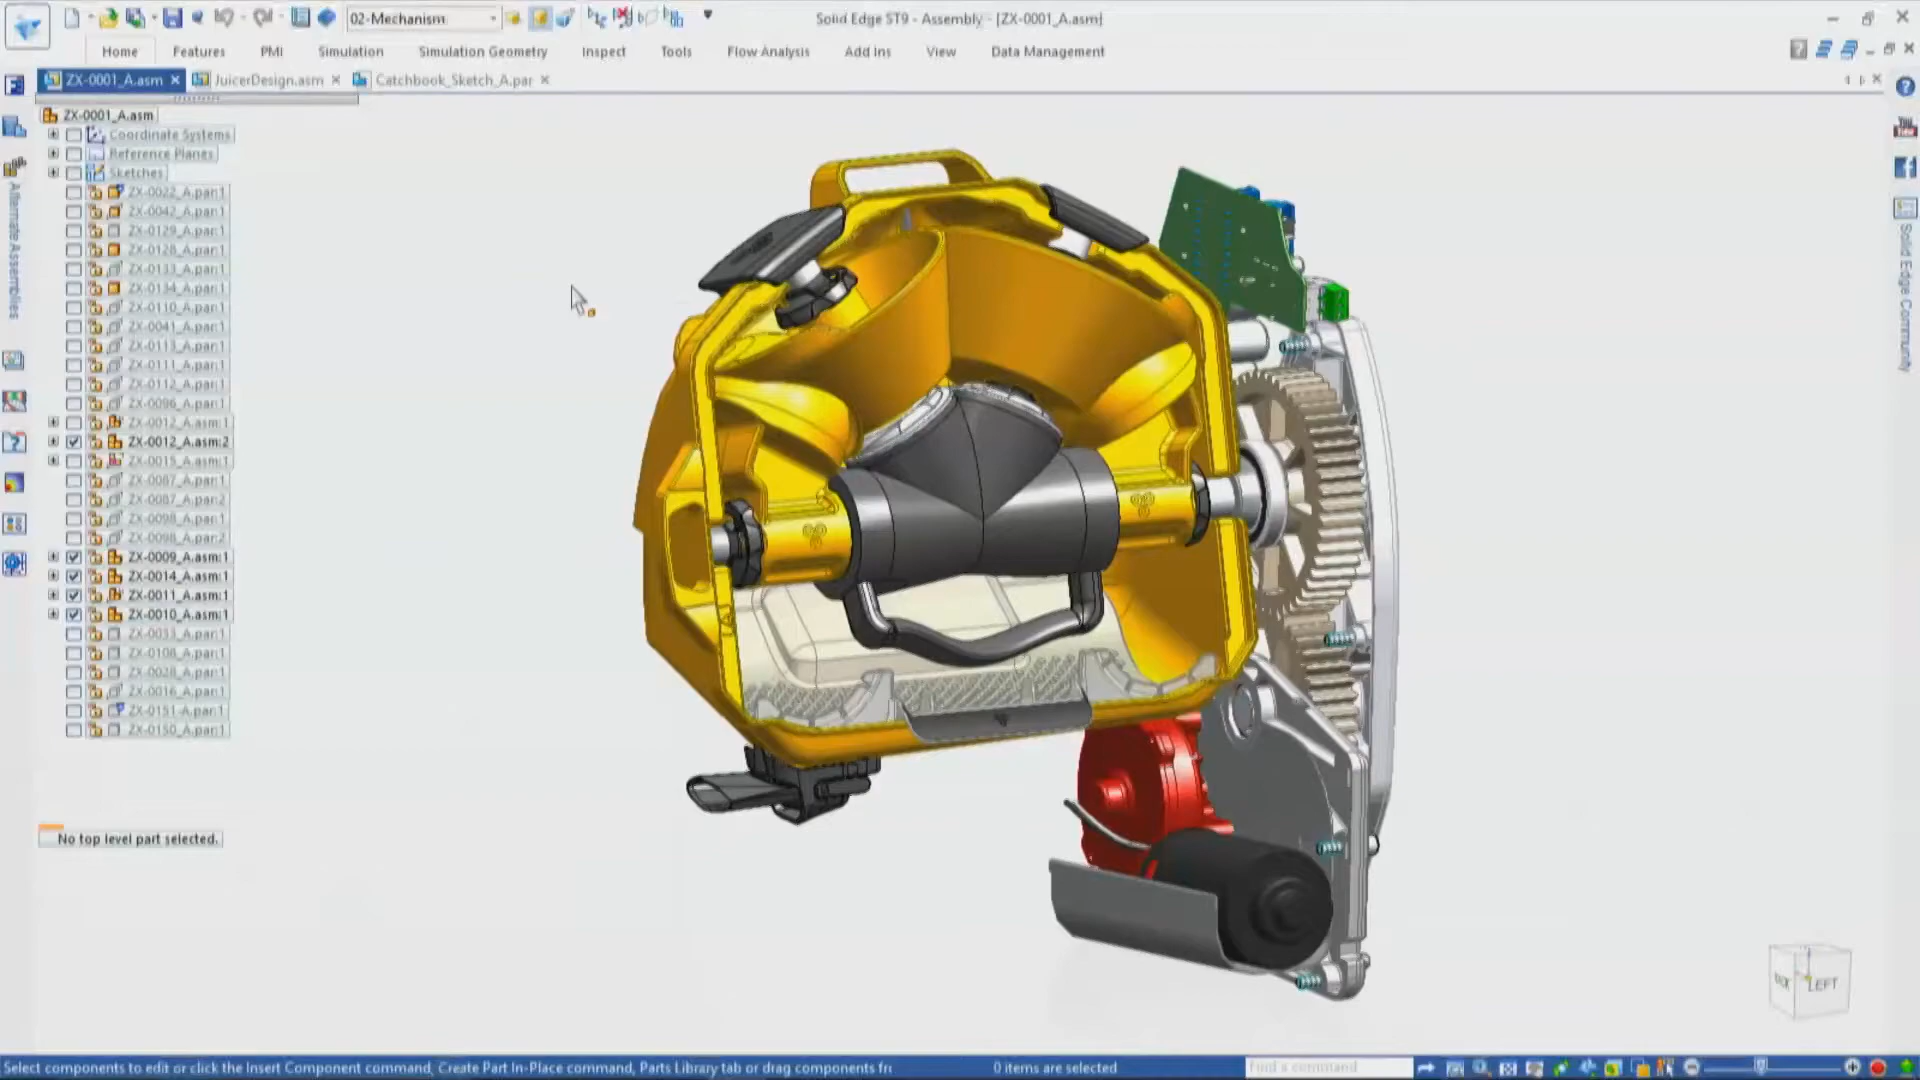 02-Mechanism
Solid Edge ST9 - Assembly - [ZX-0001_A.asm]
Home Features PMI Simulation Simulation Geometry Inspect Tools Flow Analysis Add Ins View Data Management
ZX-0001_A.asm JuicerDesign.asm Catchbook_Sketch_A.par
ZX-0001_A.asm
Coordinate Systems
Reference Planes
Sketches
ZX-0022_A.par:1
ZX-0042_A.par:1
ZX-0129_A.par:1
ZX-0128_A.par:1
ZX-0133_A.par:1
ZX-0134_A.par:1
ZX-0110_A.par:1
ZX-0041_A.par:1
ZX-0113_A.par:1
ZX-0111_A.par:1
ZX-0112_A.par:1
ZX-0096_A.par:1
ZX-0012_A.asm:1
ZX-0012_A.asm:2
ZX-0015_A.asm:1
ZX-0087_A.par:1
ZX-0087_A.par:2
ZX-0098_A.par:1
ZX-0098_A.par:2
ZX-0009_A.asm:1
ZX-0014_A.asm:1
ZX-0011_A.asm:1
ZX-0010_A.asm:1
ZX-0033_A.par:1
ZX-0108_A.par:1
ZX-0028_A.par:1
ZX-0016_A.par:1
ZX-0151-A.par:1
ZX-0150_A.par:1
No top level part selected.
Alternate Assemblies
Solid Edge Community
LEFT
Select components to edit or click the Insert Component command, Create Part In-Place command, Parts Library tab or drag components fr
0 items are selected
Find a command